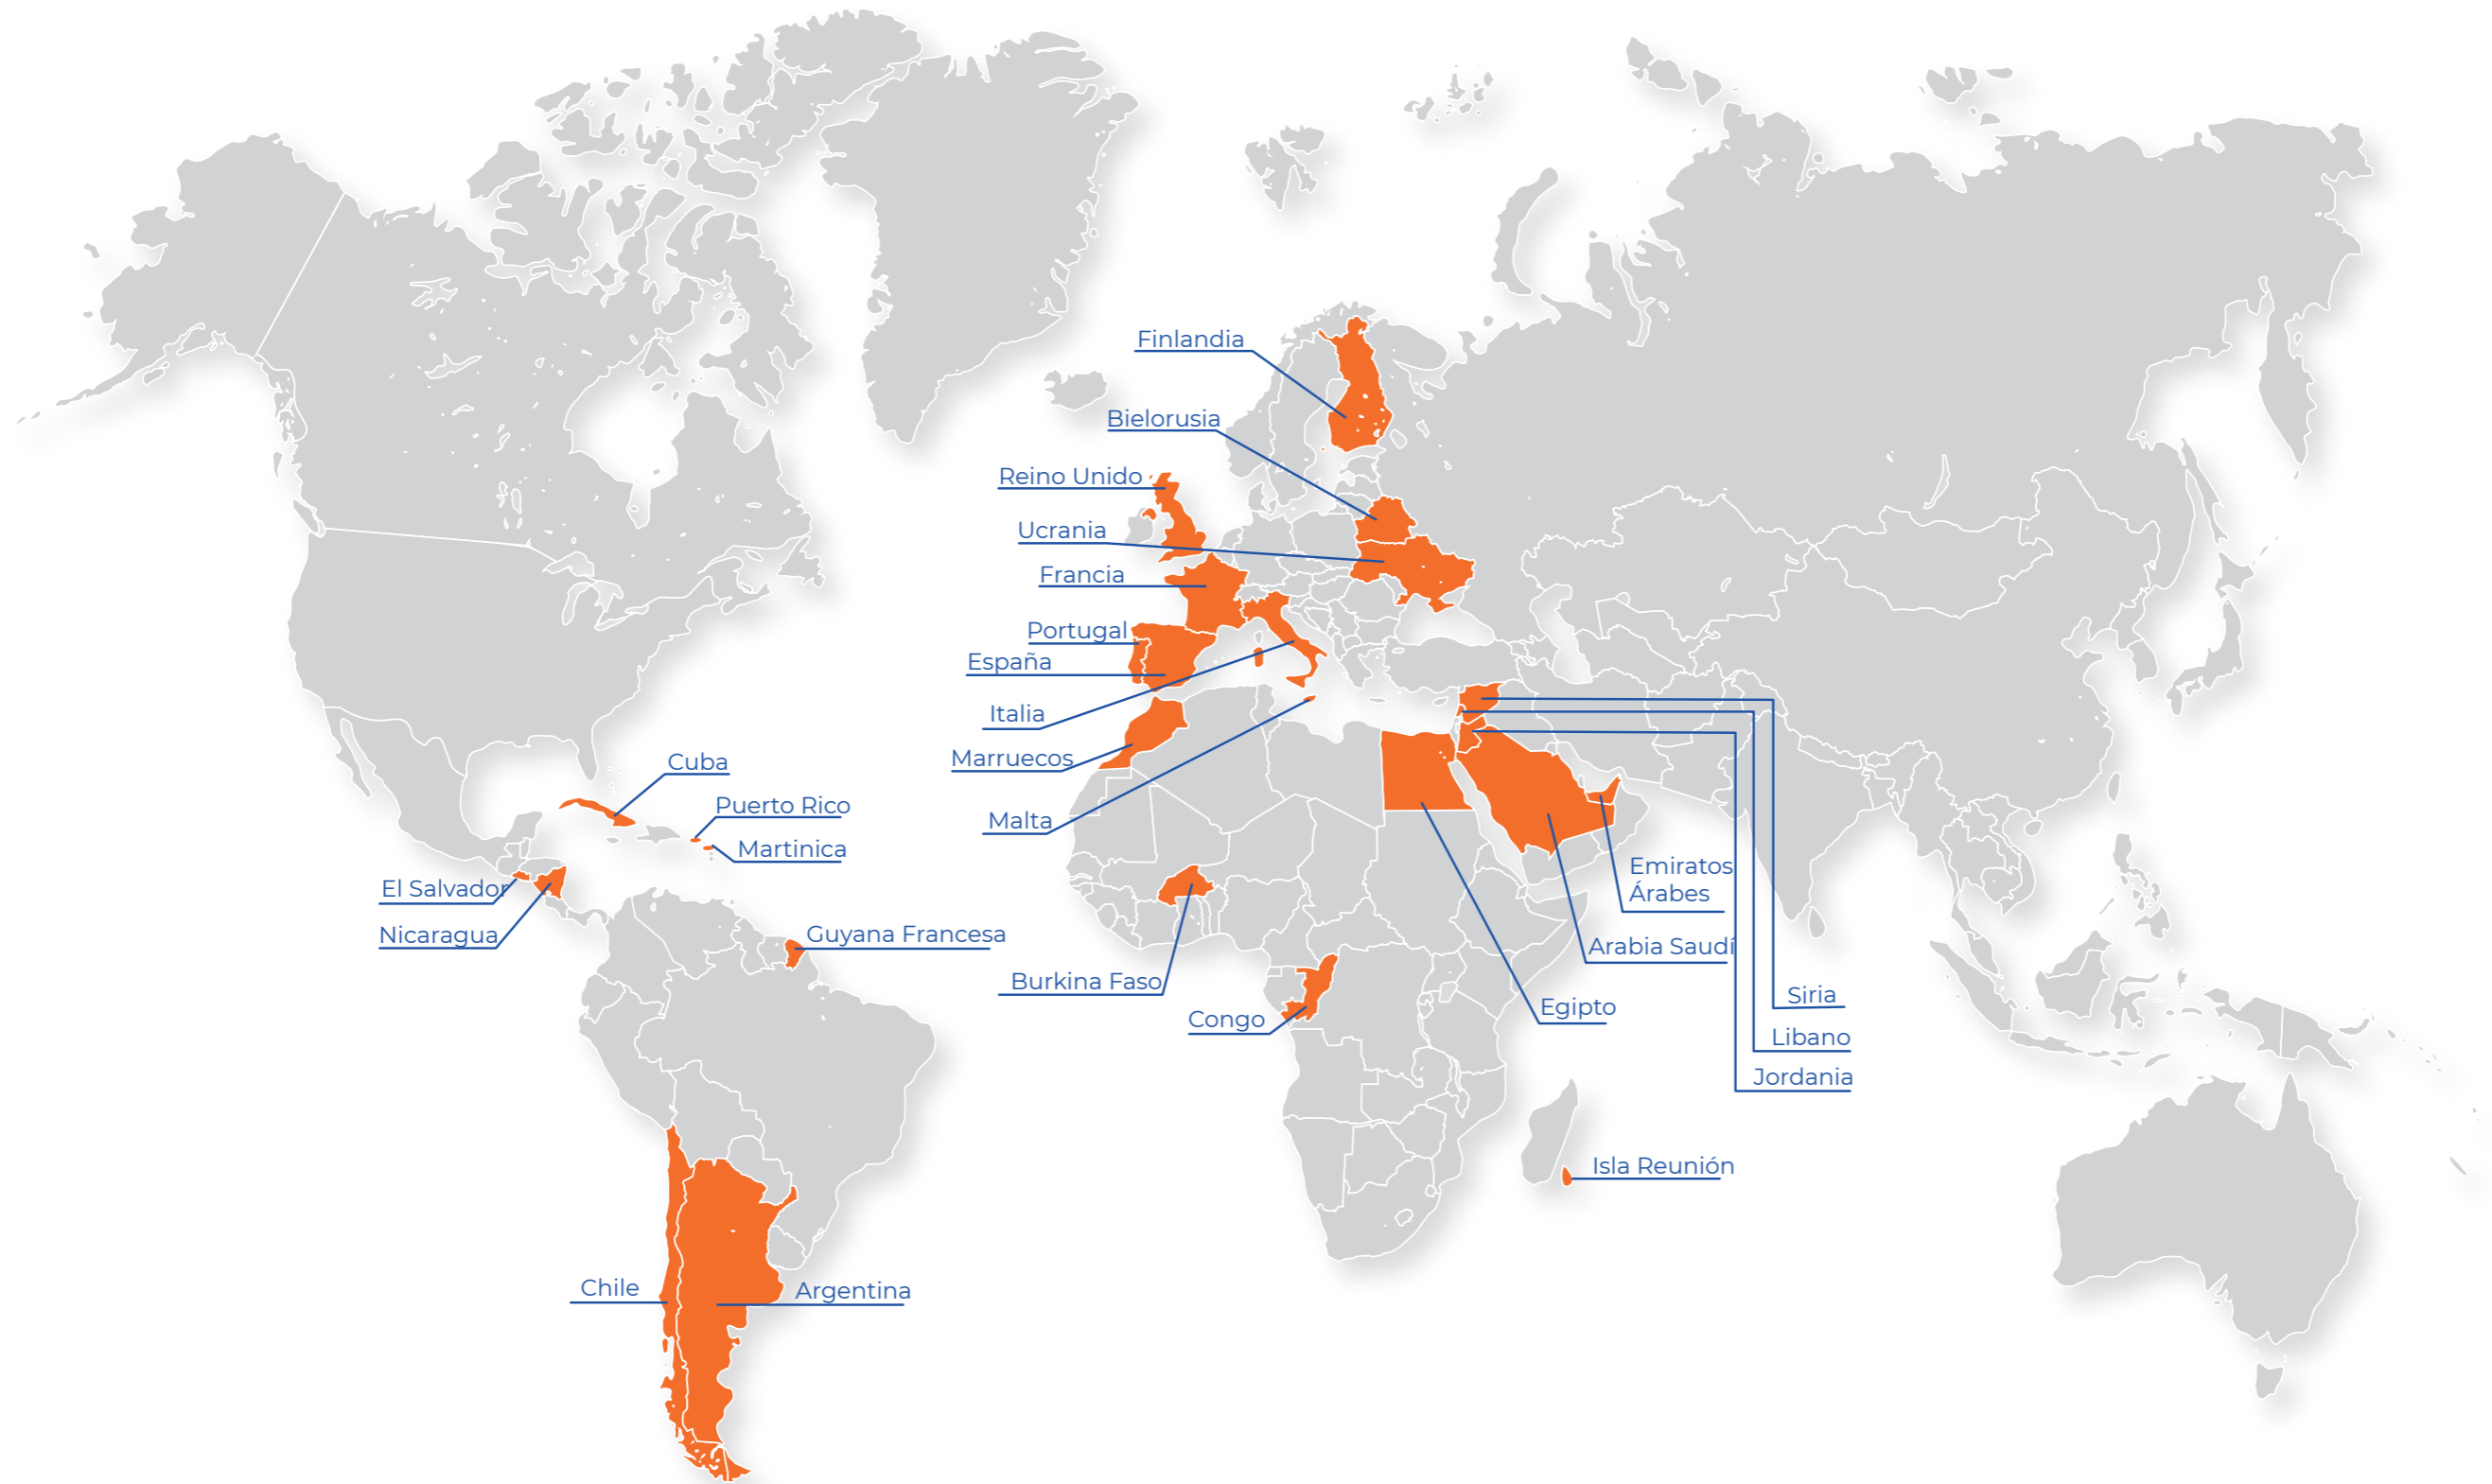 Finlandia
Bielorusia
Reino Unido
Ucrania
Francia
Portugal
España
Italia
Marruecos
Cuba
Puerto Rico
Malta
Martinica
Emiratos
Árabes
El Salvador
Nicaragua
Guyana Francesa
Arabia Saudí
Burkina Faso
Siria
Egipto
Congo
Libano
Jordania
Isla Reunión
Chile
Argentina